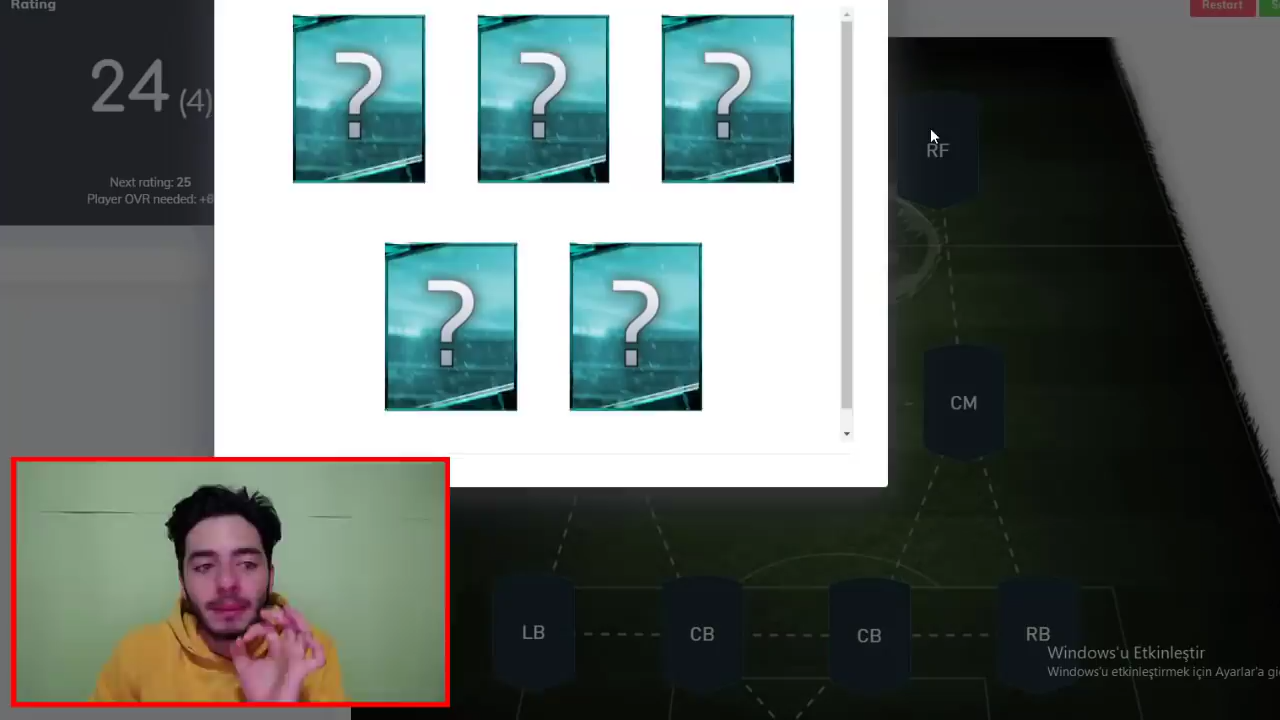 Rating
Restart
24 (4)
Next rating: 25
Player OVR needed: +6
? ? ?
? ?
RF
CM
LB
CB
CB
RB
Windows'u Etkinleştir
Windows'u etkinleştirmek için Ayarlar'a gi